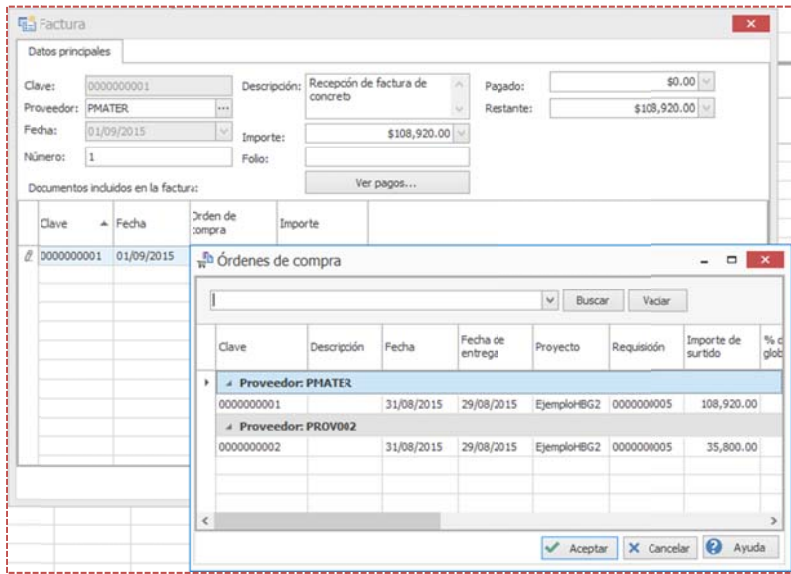 Factura
Datos principales
Clave: 0000000001 Descripción: Recepción de factura de concreto Pagado: $0.00
Proveedor: PMATER ... Restante: $108,920.00
Fecha: 01/09/2015 Importe: $108,920.00
Número: 1 Folio:
Documentos incluidos en la factura: Ver pagos...
Clave Fecha Orden de compra Importe
0000000001 01/09/2015
Órdenes de compra
Buscar Vaciar
Clave Descripción Fecha Fecha de entrega Proyecto Requisión Importe de surtido
Proveedor: PMATER
0000000001 31/08/2015 29/08/2015 EjemploHBG2 0000000005 108,920.00
Proveedor: PROV002
0000000002 31/08/2015 29/08/2015 EjemploHBG2 0000000005 35,800.00
Aceptar Cancelar Ayuda